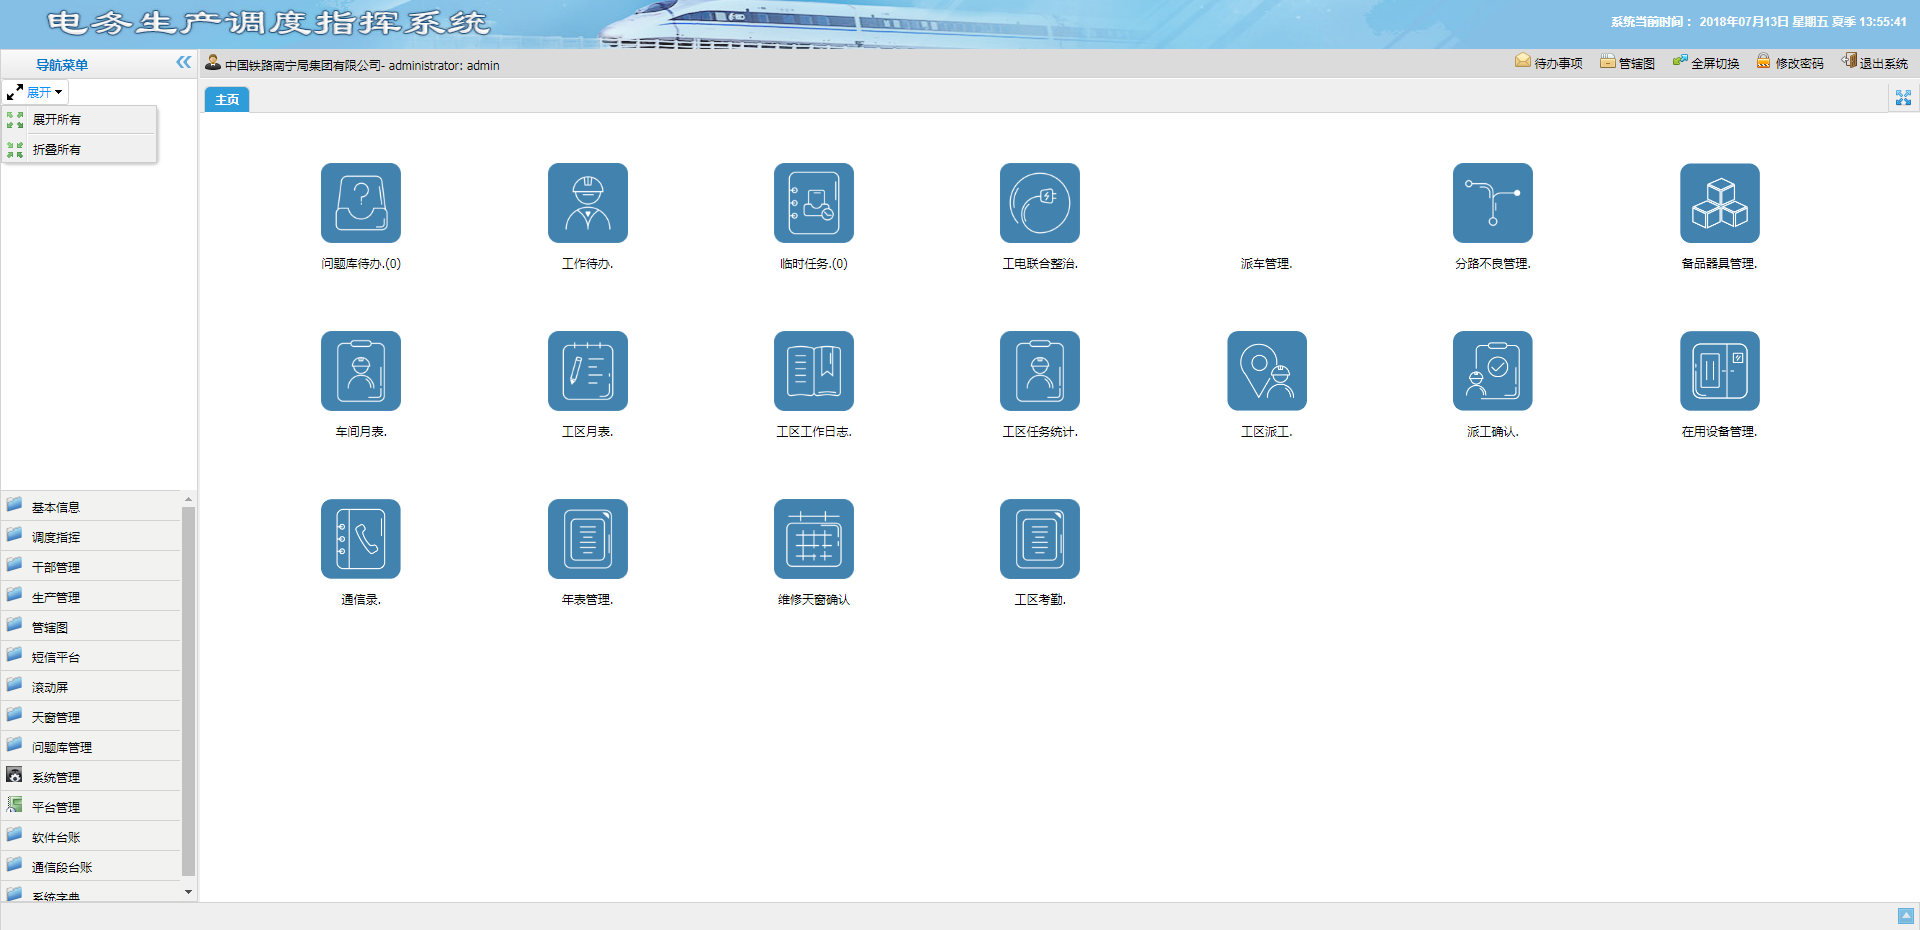 电务生产调度指挥系统
系统当前时间： 2018年07月13日 星期五 夏季 13:55:41
导航菜单
中国铁路南宁局集团有限公司- administrator: admin
待办事项
管辖图
全屏切换
修改密码
退出系统
展开
主页
展开所有
折叠所有
问题库待办.(0)
工作待办.
临时任务.(0)
工电联合整治.
派车管理.
分路不良管理.
备品器具管理.
车间月表.
工区月表.
工区工作日志.
工区任务统计.
工区派工.
派工确认.
在用设备管理.
通信录.
年表管理.
维修天窗确认
工区考勤.
基本信息
调度指挥
干部管理
生产管理
管辖图
短信平台
滚动屏
天窗管理
问题库管理
系统管理
平台管理
软件台账
通信段台账
系统字典